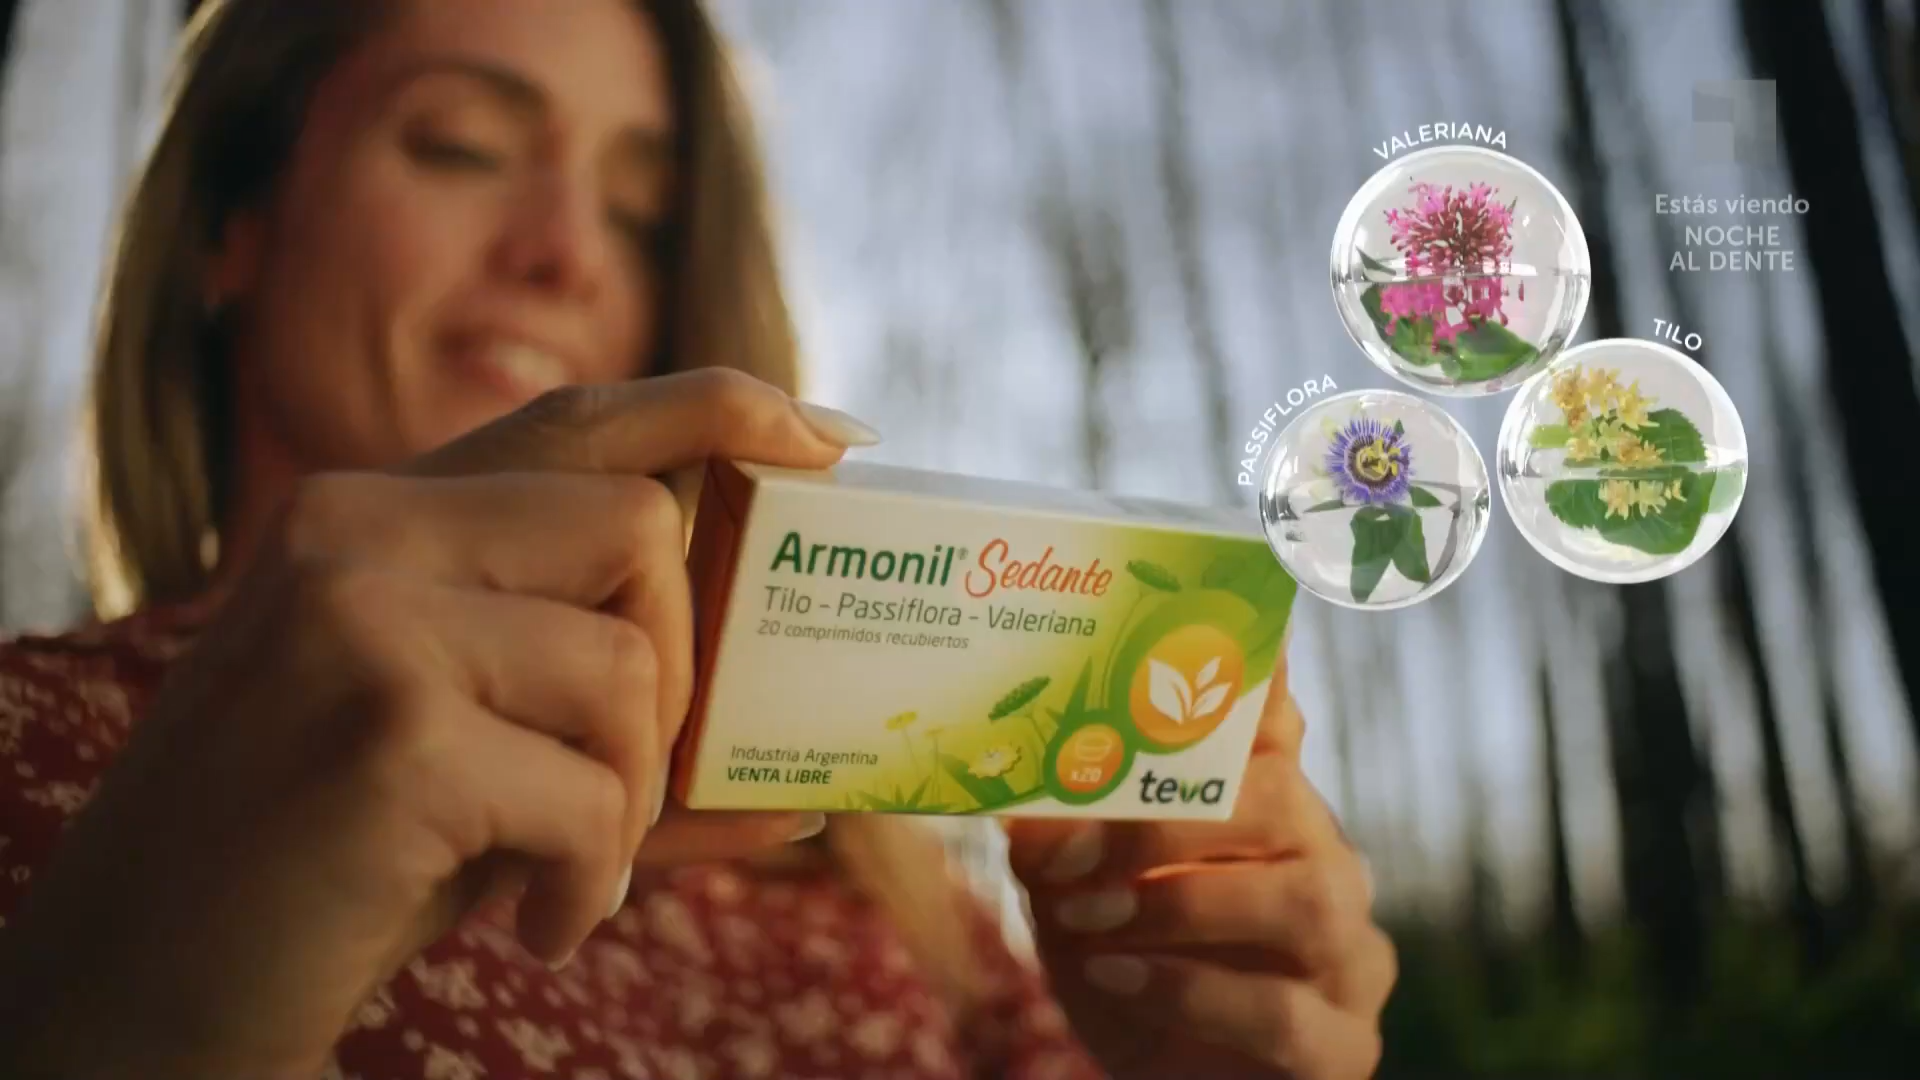 VALERIANA
Estás viendo
NOCHE
AL DENTE
TILO
PASSIFLORA
Armonil® Sedante
Tilo - Passiflora - Valeriana
20 comprimidos recubiertos
Industria Argentina
VENTA LIBRE
x20
teva